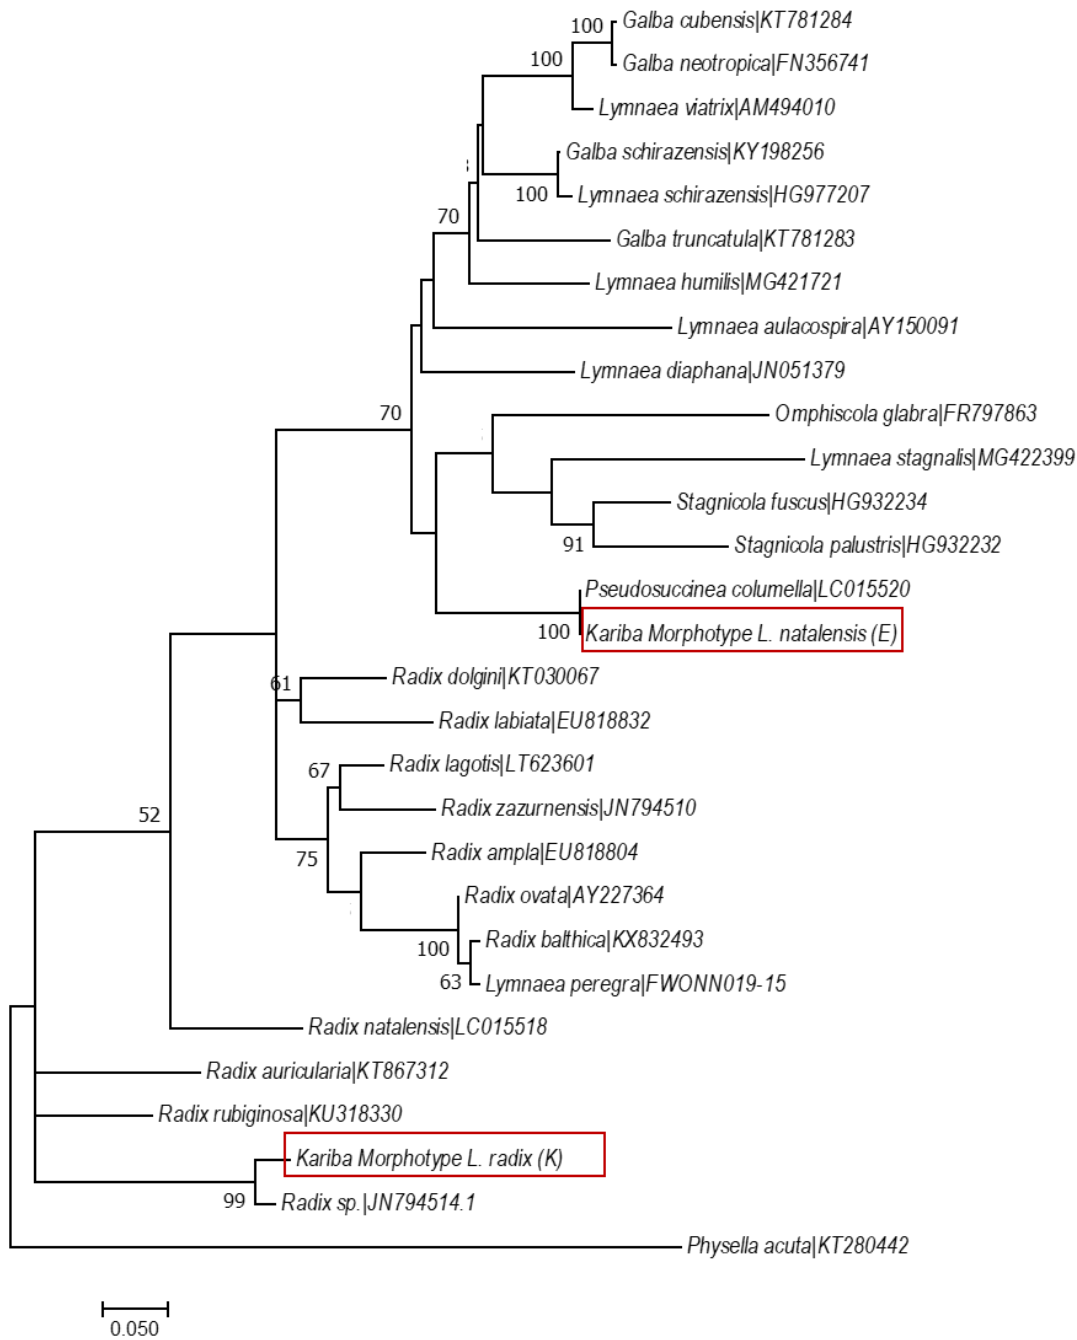 100
Galba cubensis|KT781284
100
Galba neotropica|FN356741
Lymnaea viatrix|AM494010
Galba schirazensis|KY198256
100
Lymnaea schirazensis|HG977207
70
Galba truncatula|KT781283
Lymnaea humilis|MG421721
Lymnaea aulacospira|AY150091
Lymnaea diaphana|JN051379
70
Omphiscola glabra|FR797863
Lymnaea stagnalis|MG422399
Stagnicola fuscus|HG932234
91
Stagnicola palustris|HG932232
Pseudosuccinea columella|LC015520
100
Kariba Morphotype L. natalensis (E)
Radix dolgini|KT030067
61
Radix labiata|EU818832
67
Radix lagotis|LT623601
Radix zazurnensis|JN794510
52
75
Radix ampla|EU818804
Radix ovata|AY227364
100
Radix balthica|KX832493
63
Lymnaea peregra|FWONN019-15
Radix natalensis|LC015518
Radix auricularia|KT867312
Radix rubiginosa|KU318330
Kariba Morphotype L. radix (K)
99
Radix sp.|JN794514.1
Physella acuta|KT280442
0.050